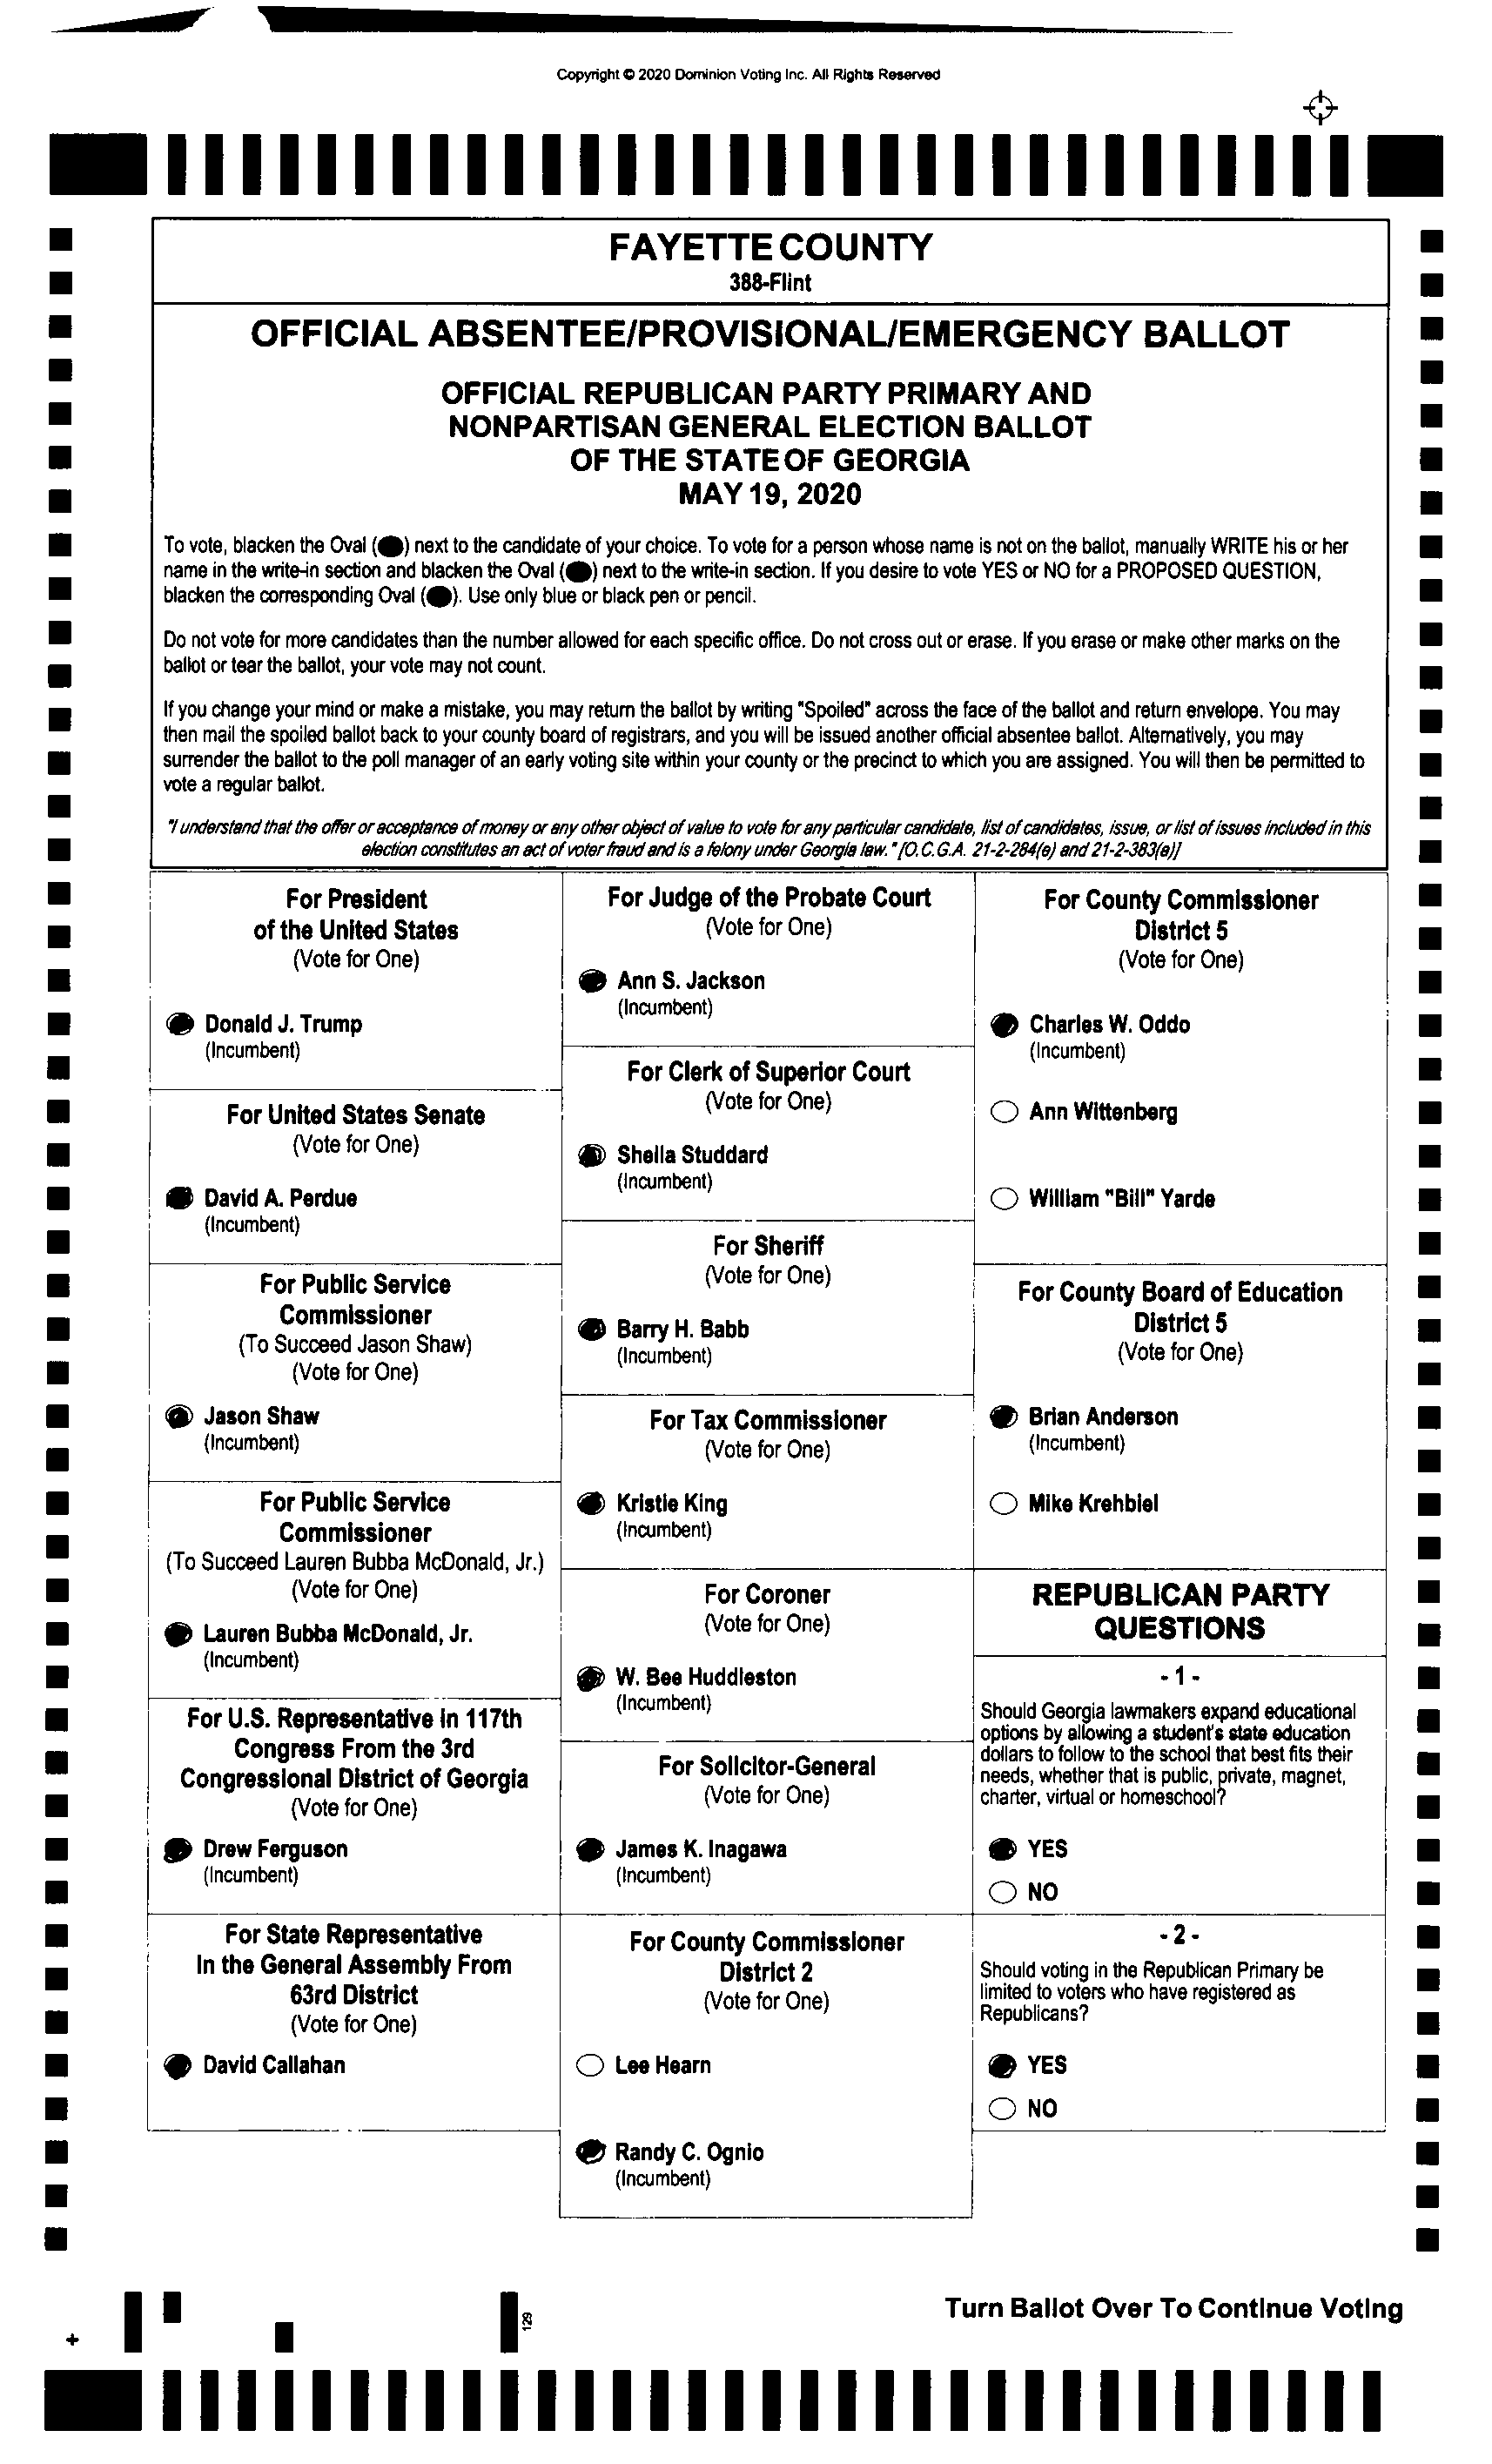 Copyright © 2020 Dominion Voting Inc. All Rights Reserved
FAYETTE COUNTY
388-Flint
OFFICIAL ABSENTEE/PROVISIONAL/EMERGENCY BALLOT
OFFICIAL REPUBLICAN PARTY PRIMARY AND
NONPARTISAN GENERAL ELECTION BALLOT
OF THE STATE OF GEORGIA
MAY 19, 2020
To vote, blacken the Oval ( ) next to the candidate of your choice. To vote for a person whose name is not on the ballot, manually WRITE his or her
name in the write-in section and blacken the Oval ( ) next to the write-in section. If you desire to vote YES or NO for a PROPOSED QUESTION,
blacken the corresponding Oval ( ). Use only blue or black pen or pencil.
Do not vote for more candidates than the number allowed for each specific office. Do not cross out or erase. If you erase or make other marks on the
ballot or tear the ballot, your vote may not count.
If you change your mind or make a mistake, you may return the ballot by writing "Spoiled" across the face of the ballot and return envelope. You may
then mail the spoiled ballot back to your county board of registrars, and you will be issued another official absentee ballot. Alternatively, you may
surrender the ballot to the poll manager of an early voting site within your county or the precinct to which you are assigned. You will then be permitted to
vote a regular ballot.
"I understand that the offer or acceptance of money or any other object of value to vote for any particular candidate, list of candidates, issue, or list of issues included in this
election constitutes an act of voter fraud and is a felony under Georgia law." [O.C.G.A. 21-2-284(e) and 21-2-383(a)]
For President
of the United States
(Vote for One)
Donald J. Trump
(Incumbent)
For United States Senate
(Vote for One)
David A. Perdue
(Incumbent)
For Public Service
Commissioner
(To Succeed Jason Shaw)
(Vote for One)
Jason Shaw
(Incumbent)
For Public Service
Commissioner
(To Succeed Lauren Bubba McDonald, Jr.)
(Vote for One)
Lauren Bubba McDonald, Jr.
(Incumbent)
For U.S. Representative in 117th
Congress From the 3rd
Congressional District of Georgia
(Vote for One)
Drew Ferguson
(Incumbent)
For State Representative
In the General Assembly From
63rd District
(Vote for One)
David Callahan
For Judge of the Probate Court
(Vote for One)
Ann S. Jackson
(Incumbent)
For Clerk of Superior Court
(Vote for One)
Sheila Studdard
(Incumbent)
For Sheriff
(Vote for One)
Barry H. Babb
(Incumbent)
For Tax Commissioner
(Vote for One)
Kristie King
(Incumbent)
For Coroner
(Vote for One)
W. Bee Huddleston
(Incumbent)
For Solicitor-General
(Vote for One)
James K. Inagawa
(Incumbent)
For County Commissioner
District 2
(Vote for One)
Lee Hearn
Randy C. Ognio
(Incumbent)
For County Commissioner
District 5
(Vote for One)
Charles W. Oddo
(Incumbent)
Ann Wittenberg
William "Bill" Yarde
For County Board of Education
District 5
(Vote for One)
Brian Anderson
(Incumbent)
Mike Krehbiel
REPUBLICAN PARTY
QUESTIONS
- 1 -
Should Georgia lawmakers expand educational
options by allowing a student's state education
dollars to follow to the school that best fits their
needs, whether that is public, private, magnet,
charter, virtual or homeschool?
YES
NO
- 2 -
Should voting in the Republican Primary be
limited to voters who have registered as
Republicans?
YES
NO
129
Turn Ballot Over To Continue Voting